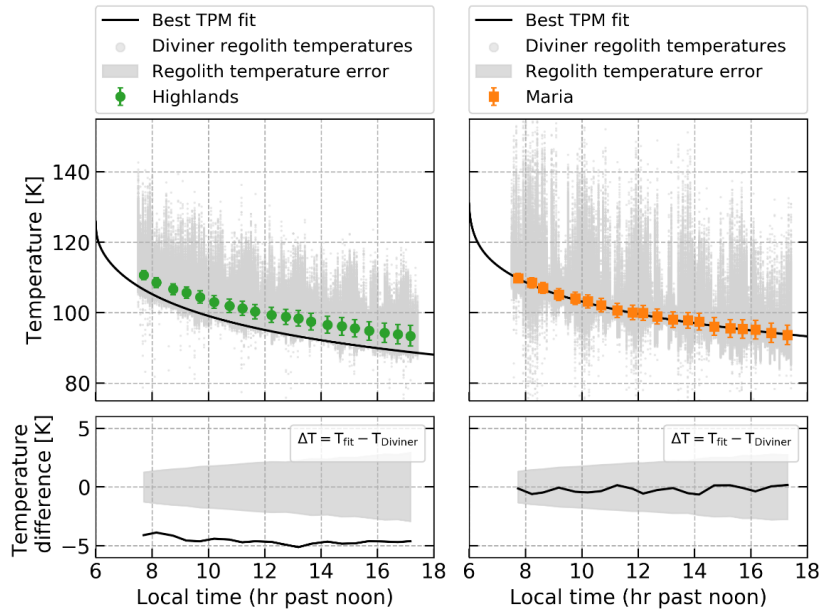 Best TPM fit
Diviner regolith temperatures
Regolith temperature error
Highlands
Best TPM fit
Diviner regolith temperatures
Regolith temperature error
Maria
Temperature [K]
140
120
100
80
Temperature
difference [K]
5
0
−5
ΔT = T_fit − T_Diviner
ΔT = T_fit − T_Diviner
6 8 10 12 14 16 18
6 8 10 12 14 16 18
Local time (hr past noon)
Local time (hr past noon)